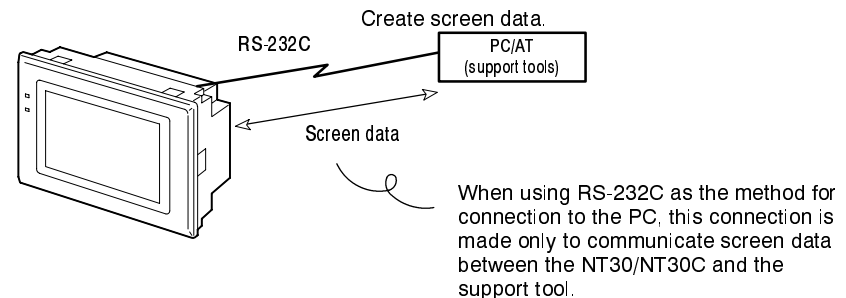 Create screen data.
RS-232C
PC/AT
(support tools)
Screen data
When using RS-232C as the method for
connection to the PC, this connection is
made only to communicate screen data
between the NT30/NT30C and the
support tool.